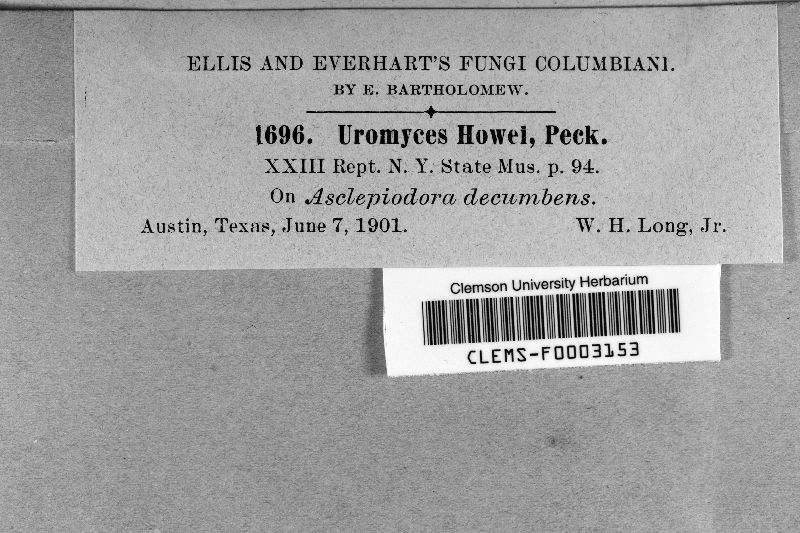 ELLIS AND EVERHART'S FUNGI COLUMBIANI.
BY E. BARTHOLOMEW.
1696. Uromyces Howei, Peck.
XXIII Rept. N. Y. State Mus. p. 94.
On Asclepiodora decumbens.
Austin, Texas, June 7, 1901. W. H. Long, Jr.
Clemson University Herbarium
CLEMS-F0003153